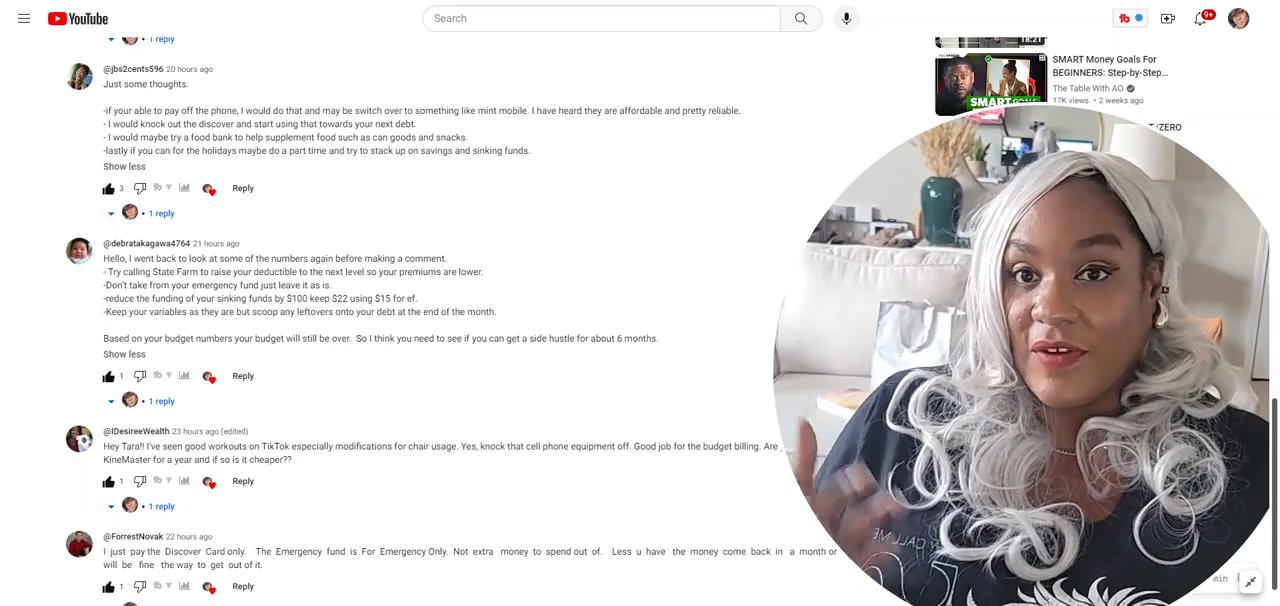 YouTube
Search
tb
9+
1 reply
18:21
@jbs2cents596 20 hours ago
Just some thoughts.
-if your able to pay off the phone, I would do that and may be switch over to something like mint mobile. I have heard they are affordable and pretty reliable.
- I would knock out the discover and start using that towards your next debt.
- I would maybe try a food bank to help supplement food such as can goods and snacks.
-lastly if you can for the holidays maybe do a part time and try to stack up on savings and sinking funds.
Show less
3 tb Reply
1 reply
SMART Money Goals For
BEGINNERS: Step-by-Step...
The Table With AO
12K views • 2 weeks ago
SMART
GOALS
ZERO
@debratakagawa4764 21 hours ago
Hello, I went back to look at some of the numbers again before making a comment.
- Try calling State Farm to raise your deductible to the next level so your premiums are lower.
-Don't take from your emergency fund just leave it as is.
-reduce the funding of your sinking funds by $100 keep $22 using $15 for ef.
-Keep your variables as they are but scoop any leftovers onto your debt at the end of the month.
Based on your budget numbers your budget will still be over. So I think you need to see if you can get a side hustle for about 6 months.
Show less
1 tb Reply
1 reply
@IDesireeWealth 23 hours ago (edited)
Hey Tara!! I've seen good workouts on TikTok especially modifications for chair usage. Yes, knock that cell phone equipment off. Good job for the budget billing. Are
KineMaster for a year and if so is it cheaper??
1 tb Reply
1 reply
@ForrestNovak 22 hours ago
I just pay the Discover Card only. The Emergency fund is For Emergency Only. Not extra money to spend out of. Less u have the money come back in a month or
will be fine the way to get out of it.
1 tb Reply
CALL ME
min